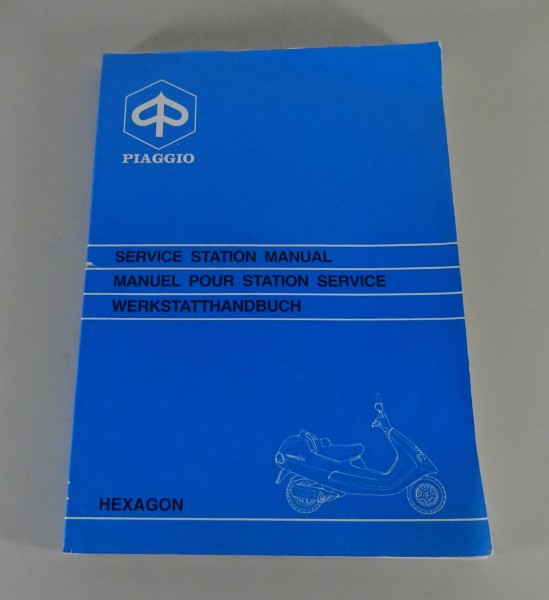 PIAGGIO
SERVICE STATION MANUAL
MANUEL POUR STATION SERVICE
WERKSTATTHANDBUCH
HEXAGON